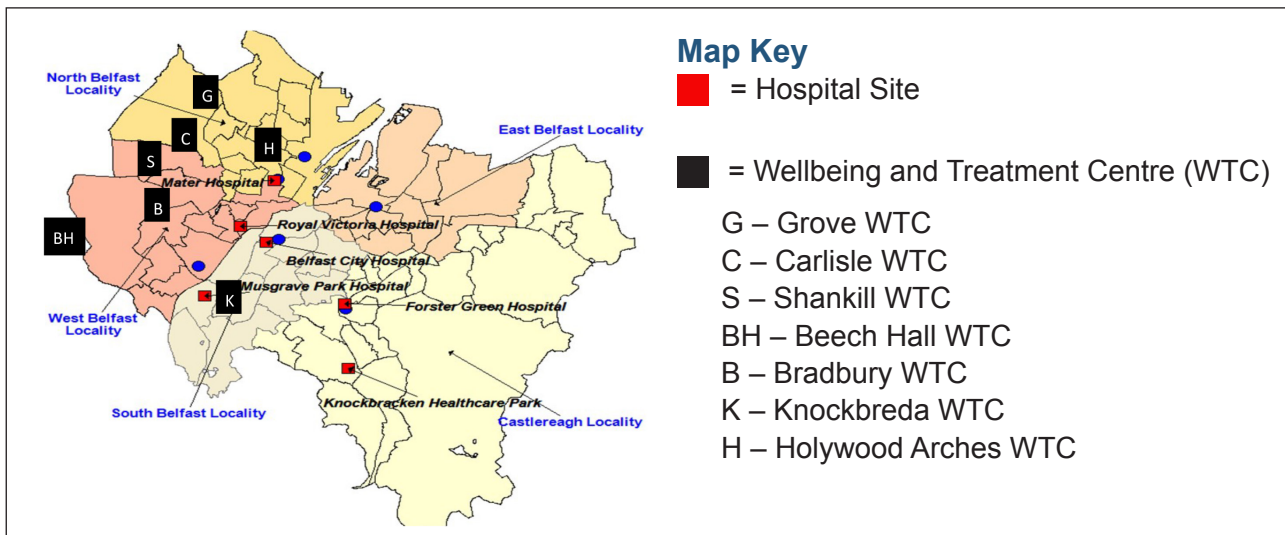 North Belfast
Locality
G
C
H
S
East Belfast Locality
Mater Hospital
B
Royal Victoria Hospital
BH
Belfast City Hospital
Musgrave Park Hospital
K
Forster Green Hospital
West Belfast
Locality
Knockbracken Healthcare Park
South Belfast Locality
Castlereagh Locality
Map Key
= Hospital Site
= Wellbeing and Treatment Centre (WTC)
G – Grove WTC
C – Carlisle WTC
S – Shankill WTC
BH – Beech Hall WTC
B – Bradbury WTC
K – Knockbreda WTC
H – Holywood Arches WTC